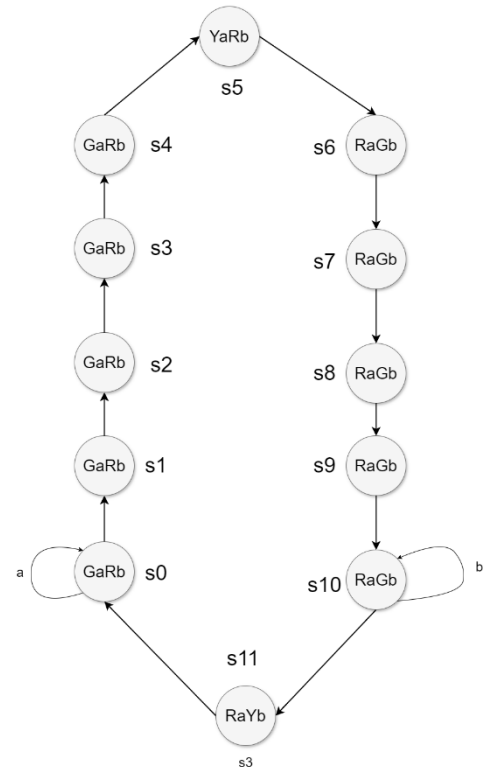 YaRb
s5
GaRb s4
s6 RaGb
GaRb s3
s7 RaGb
GaRb s2
s8 RaGb
GaRb s1
s9 RaGb
a GaRb s0
s10 RaGb b
s11
RaYb
s3